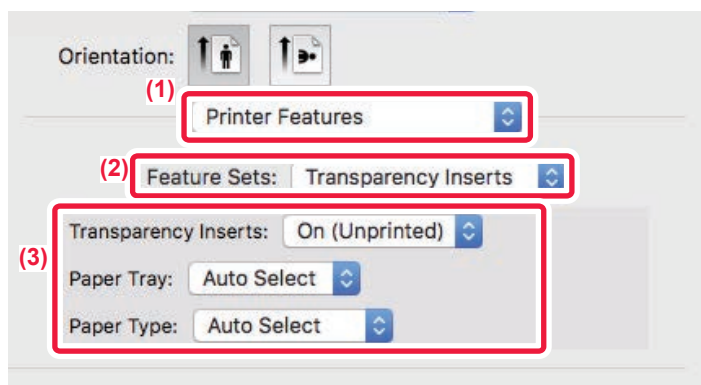 Orientation:
(1)
Printer Features
(2)
Feature Sets: Transparency Inserts
(3)
Transparency Inserts: On (Unprinted)
Paper Tray: Auto Select
Paper Type: Auto Select